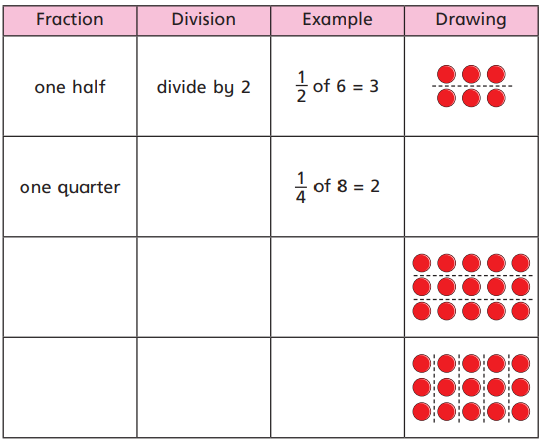 Fraction Division Example Drawing
one half divide by 2 1/2 of 6 = 3
one quarter 1/4 of 8 = 2